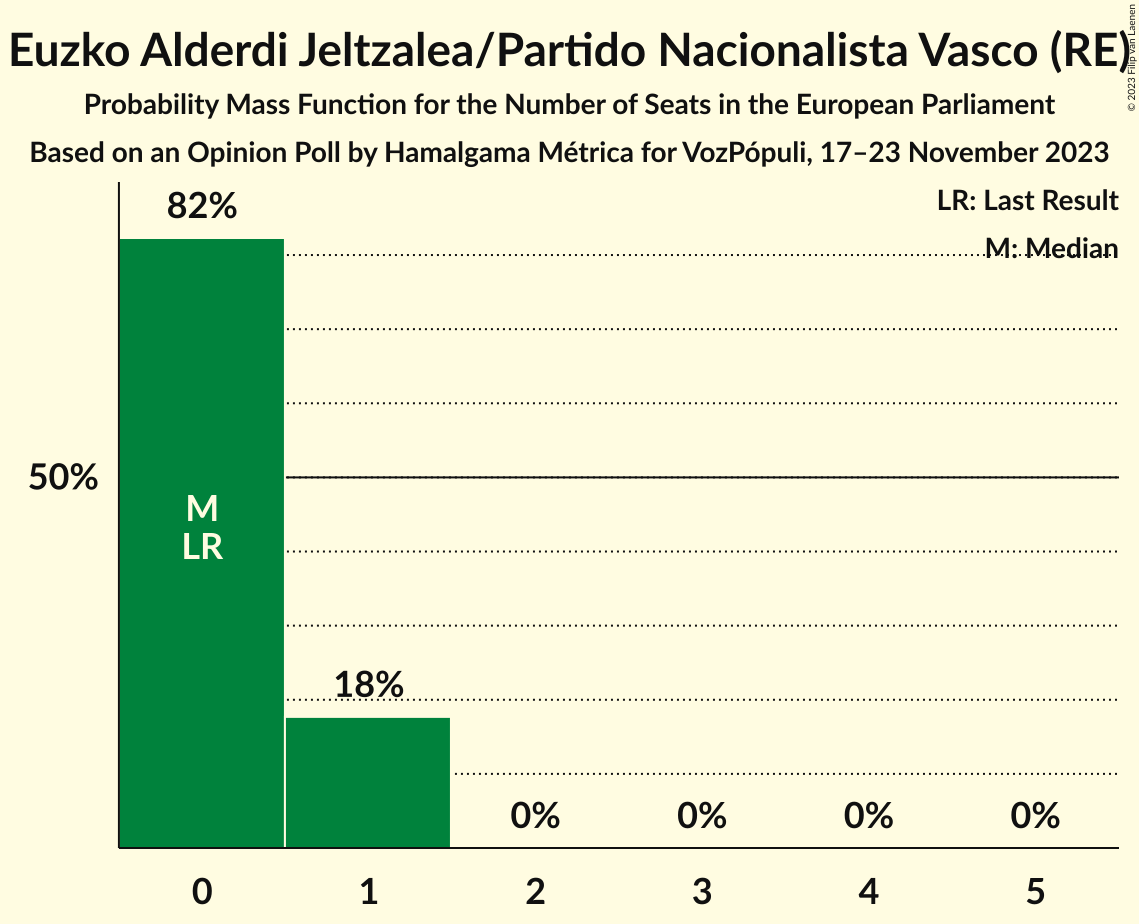 Euzko Alderdi Jeltzalea/Partido Nacionalista Vasco (RE)
© 2023 Filip van Laenen
Probability Mass Function for the Number of Seats in the European Parliament
Based on an Opinion Poll by Hamalgama Métrica for VozPópuli, 17–23 November 2023
LR: Last Result
M: Median
82%
50%
M
LR
18%
0% 0% 0% 0%
0 1 2 3 4 5